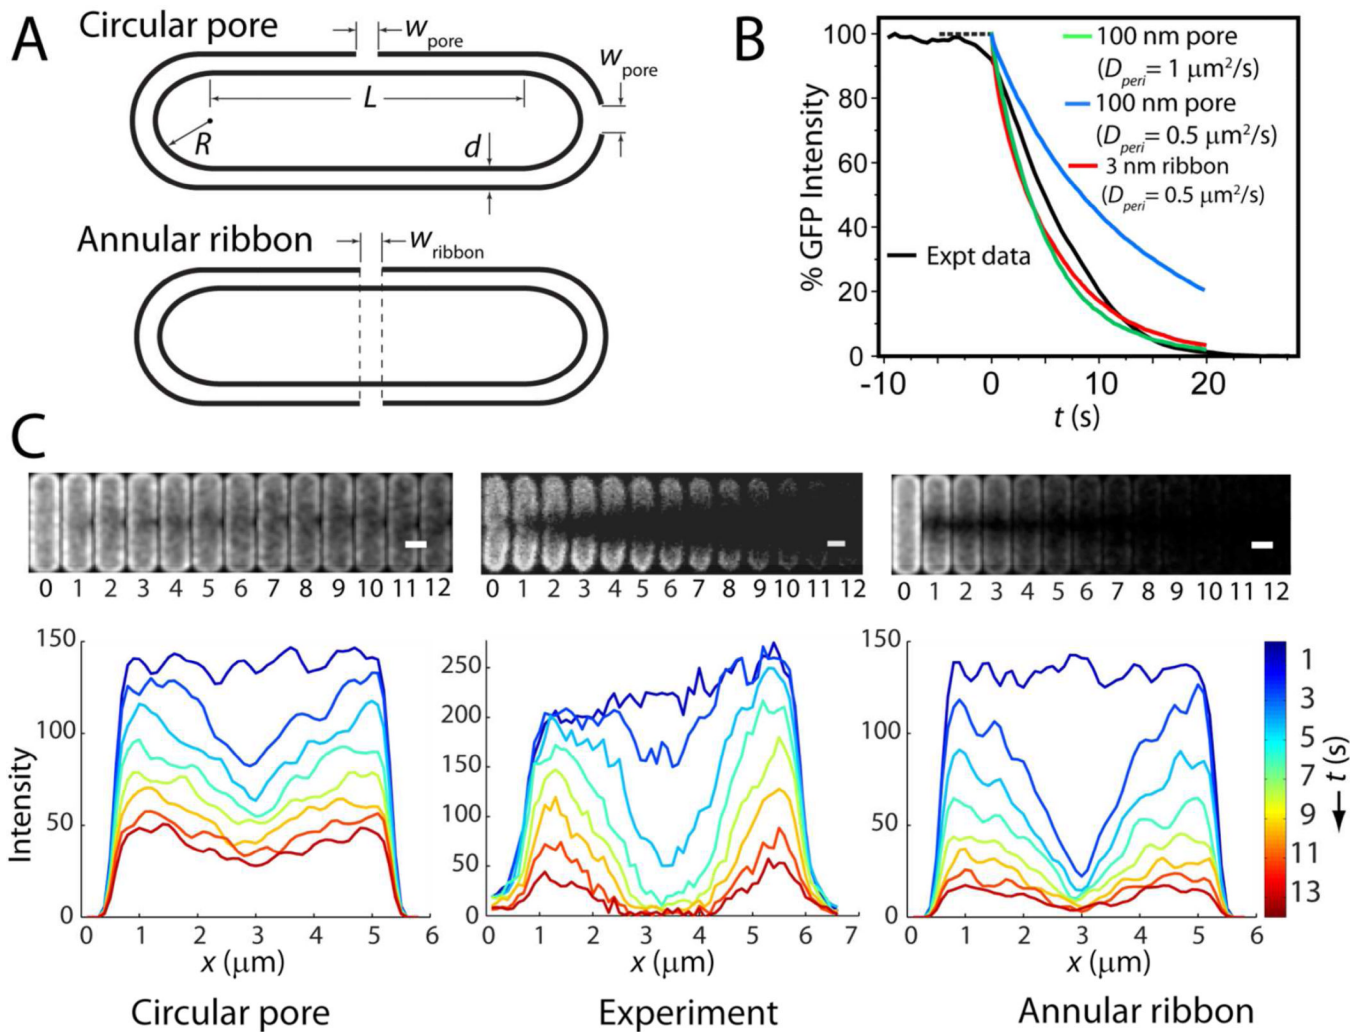 A
Circular pore
w pore
w pore
L
R
d
Annular ribbon
w ribbon
B
% GFP Intensity
100
80
60
40
20
0
-10
0
10
20
t (s)
100 nm pore
(D peri = 1 μm²/s)
100 nm pore
(D peri = 0.5 μm²/s)
3 nm ribbon
(D peri = 0.5 μm²/s)
Expt data
C
0 1 2 3 4 5 6 7 8 9 10 11 12
0 1 2 3 4 5 6 7 8 9 10 11 12
0 1 2 3 4 5 6 7 8 9 10 11 12
Intensity
150
100
50
0
0 1 2 3 4 5 6
x (μm)
Circular pore
250
200
150
100
50
0
0 1 2 3 4 5 6 7
x (μm)
Experiment
150
100
50
0
0 1 2 3 4 5 6
x (μm)
Annular ribbon
1
3
5
7
9
11
13
t (s)